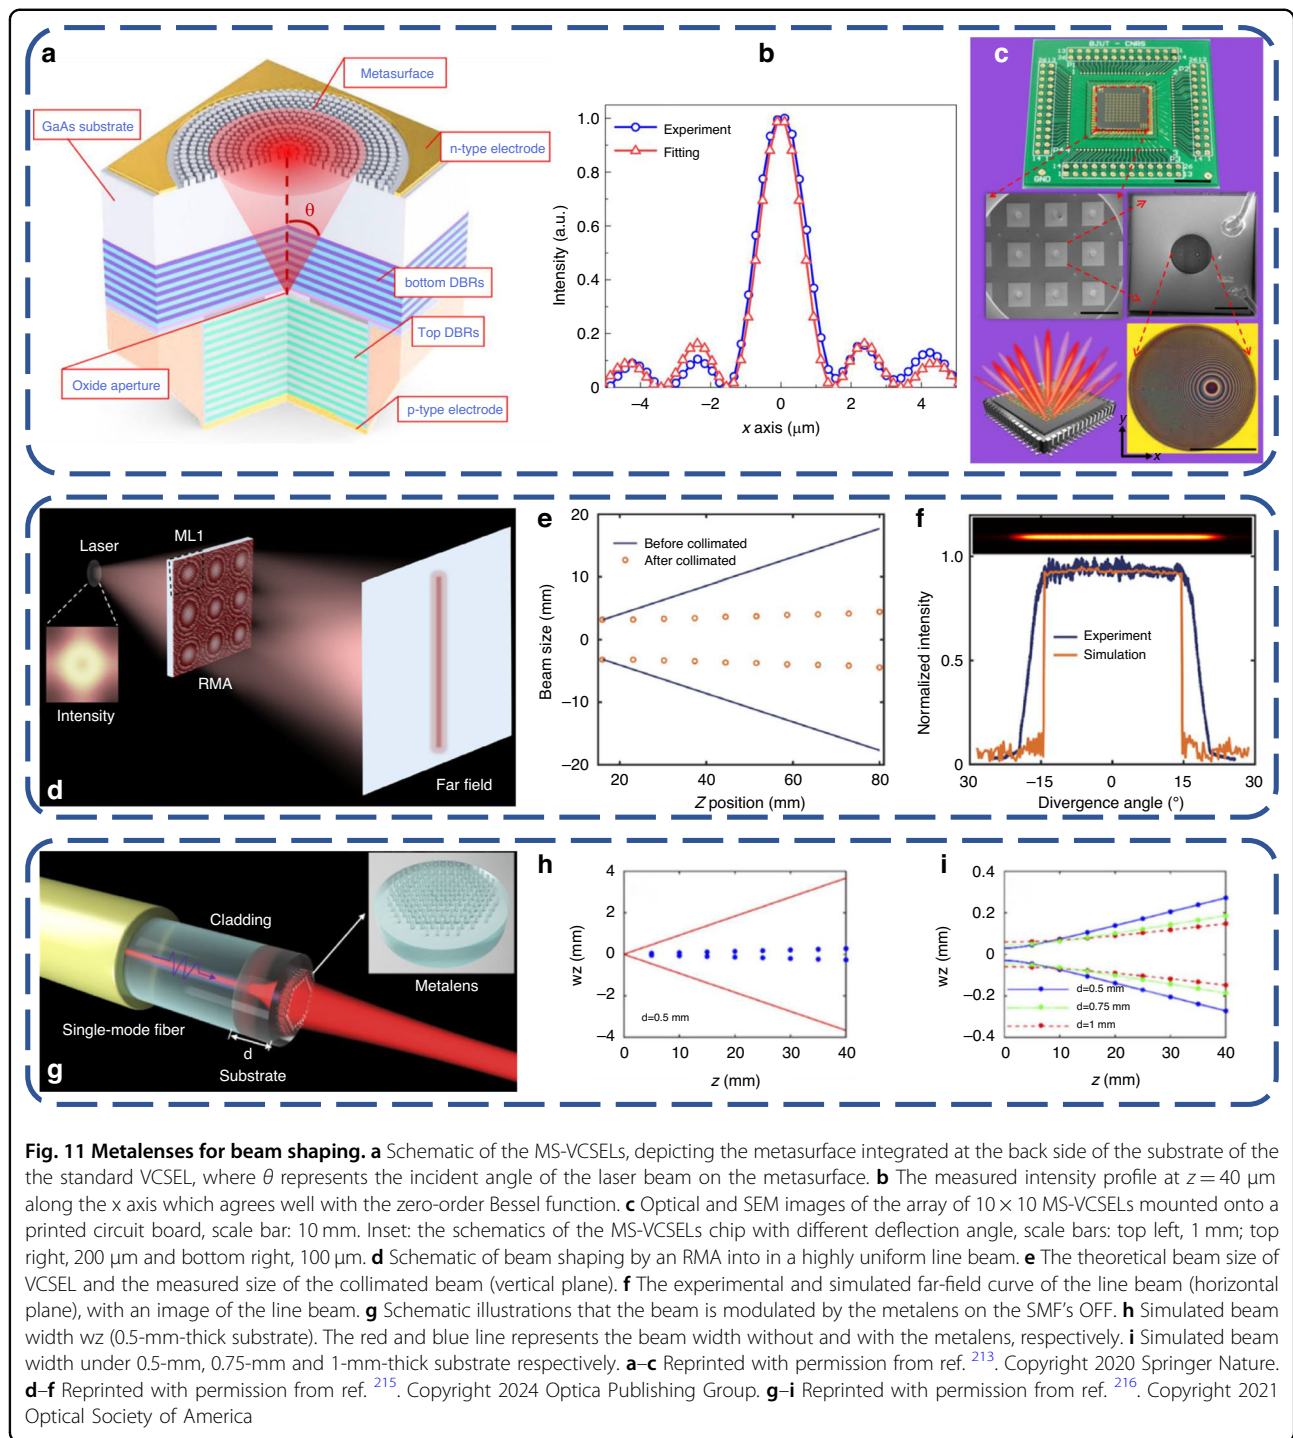 a
Metasurface
GaAs substrate
n-type electrode
θ
bottom DBRs
Top DBRs
Oxide aperture
p-type electrode
b
Experiment
Fitting
Intensity (a.u.)
1.0
0.8
0.6
0.4
0.2
0
−4
−2
0
2
4
x axis (μm)
c
BJUT - CNRS
GND
y
x
d
Laser
ML1
RMA
Intensity
Far field
e
Before collimated
After collimated
Beam size (mm)
20
10
0
−10
−20
20
40
60
80
Z position (mm)
f
Experiment
Simulation
Normalized intensity
1.0
0.5
0
30
−15
0
15
30
Divergence angle (°)
g
Cladding
Metalens
Single-mode fiber
d
Substrate
h
wz (mm)
4
2
0
−2
−4
d=0.5 mm
0
10
20
30
40
z (mm)
i
wz (mm)
0.4
0.2
0
−0.2
−0.4
d=0.5 mm
d=0.75 mm
d=1 mm
0
10
20
30
40
z (mm)
Fig. 11 Metalenses for beam shaping. a Schematic of the MS-VCSELs, depicting the metasurface integrated at the back side of the substrate of the
the standard VCSEL, where θ represents the incident angle of the laser beam on the metasurface. b The measured intensity profile at z = 40 μm
along the x axis which agrees well with the zero-order Bessel function. c Optical and SEM images of the array of 10 × 10 MS-VCSELs mounted onto a
printed circuit board, scale bar: 10 mm. Inset: the schematics of the MS-VCSELs chip with different deflection angle, scale bars: top left, 1 mm; top
right, 200 μm and bottom right, 100 μm. d Schematic of beam shaping by an RMA into in a highly uniform line beam. e The theoretical beam size of
VCSEL and the measured size of the collimated beam (vertical plane). f The experimental and simulated far-field curve of the line beam (horizontal
plane), with an image of the line beam. g Schematic illustrations that the beam is modulated by the metalens on the SMF's OFF. h Simulated beam
width wz (0.5-mm-thick substrate). The red and blue line represents the beam width without and with the metalens, respectively. i Simulated beam
width under 0.5-mm, 0.75-mm and 1-mm-thick substrate respectively. a–c Reprinted with permission from ref. 213. Copyright 2020 Springer Nature.
d–f Reprinted with permission from ref. 215. Copyright 2024 Optica Publishing Group. g–i Reprinted with permission from ref. 216. Copyright 2021
Optical Society of America